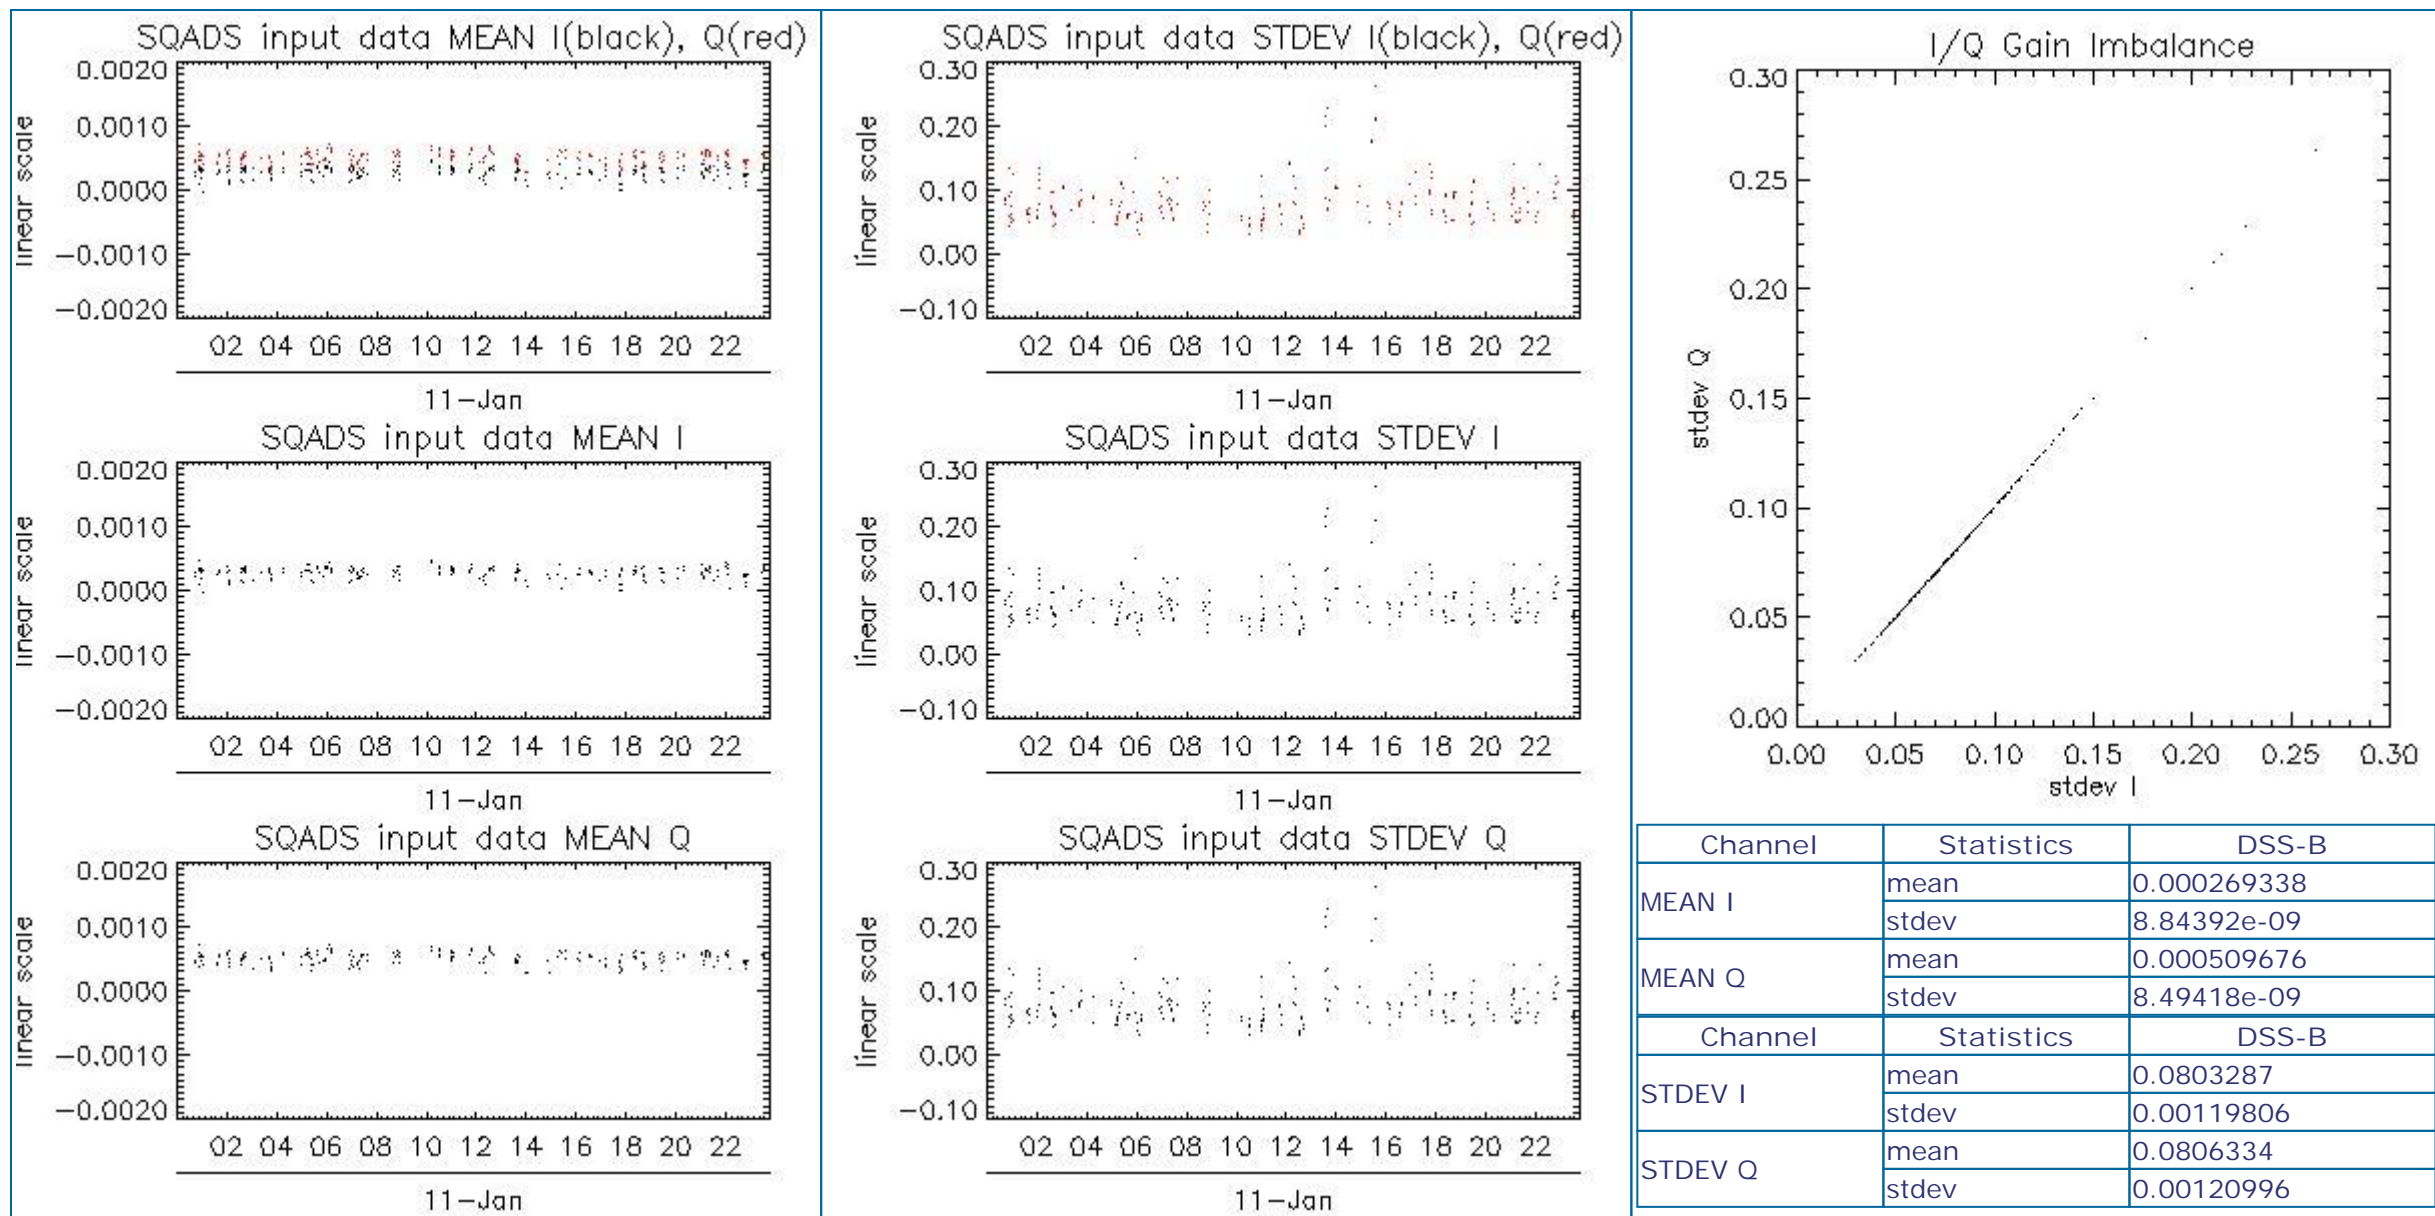 SQADS input data MEAN I(black), Q(red)
0.0020
0.0010
0.0000
−0.0010
−0.0020
linear scale
02 04 06 08 10 12 14 16 18 20 22
11−Jan
SQADS input data MEAN I
0.0020
0.0010
0.0000
−0.0010
−0.0020
linear scale
02 04 06 08 10 12 14 16 18 20 22
11−Jan
SQADS input data MEAN Q
0.0020
0.0010
0.0000
−0.0010
−0.0020
linear scale
02 04 06 08 10 12 14 16 18 20 22
11−Jan
SQADS input data STDEV I(black), Q(red)
0.30
0.20
0.10
0.00
−0.10
linear scale
02 04 06 08 10 12 14 16 18 20 22
11−Jan
SQADS input data STDEV I
0.30
0.20
0.10
0.00
−0.10
linear scale
02 04 06 08 10 12 14 16 18 20 22
11−Jan
SQADS input data STDEV Q
0.30
0.20
0.10
0.00
−0.10
linear scale
02 04 06 08 10 12 14 16 18 20 22
11−Jan
I/Q Gain Imbalance
0.30
0.25
0.20
0.15
0.10
0.05
0.00
stdev Q
0.00 0.05 0.10 0.15 0.20 0.25 0.30
stdev I
Channel Statistics DSS-B
MEAN I mean 0.000269338
stdev 8.84392e-09
MEAN Q mean 0.000509676
stdev 8.49418e-09
Channel Statistics DSS-B
STDEV I mean 0.0803287
stdev 0.00119806
STDEV Q mean 0.0806334
stdev 0.00120996